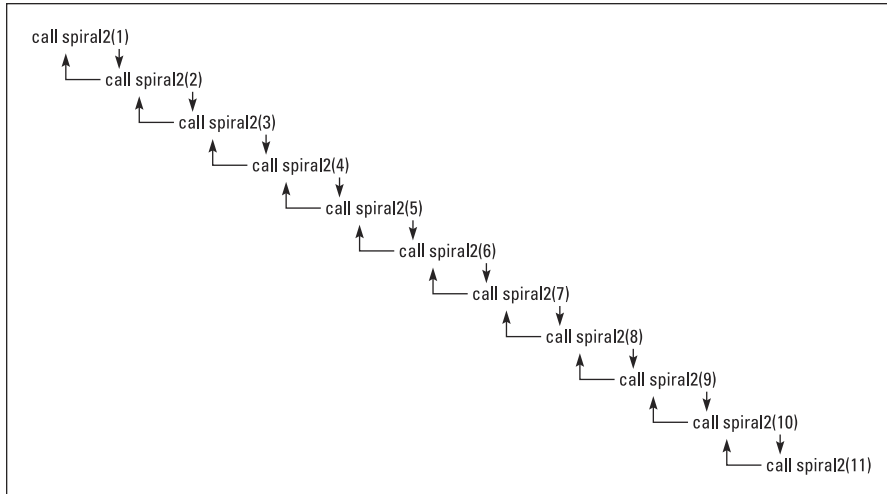 call spiral2(1)
call spiral2(2)
call spiral2(3)
call spiral2(4)
call spiral2(5)
call spiral2(6)
call spiral2(7)
call spiral2(8)
call spiral2(9)
call spiral2(10)
call spiral2(11)